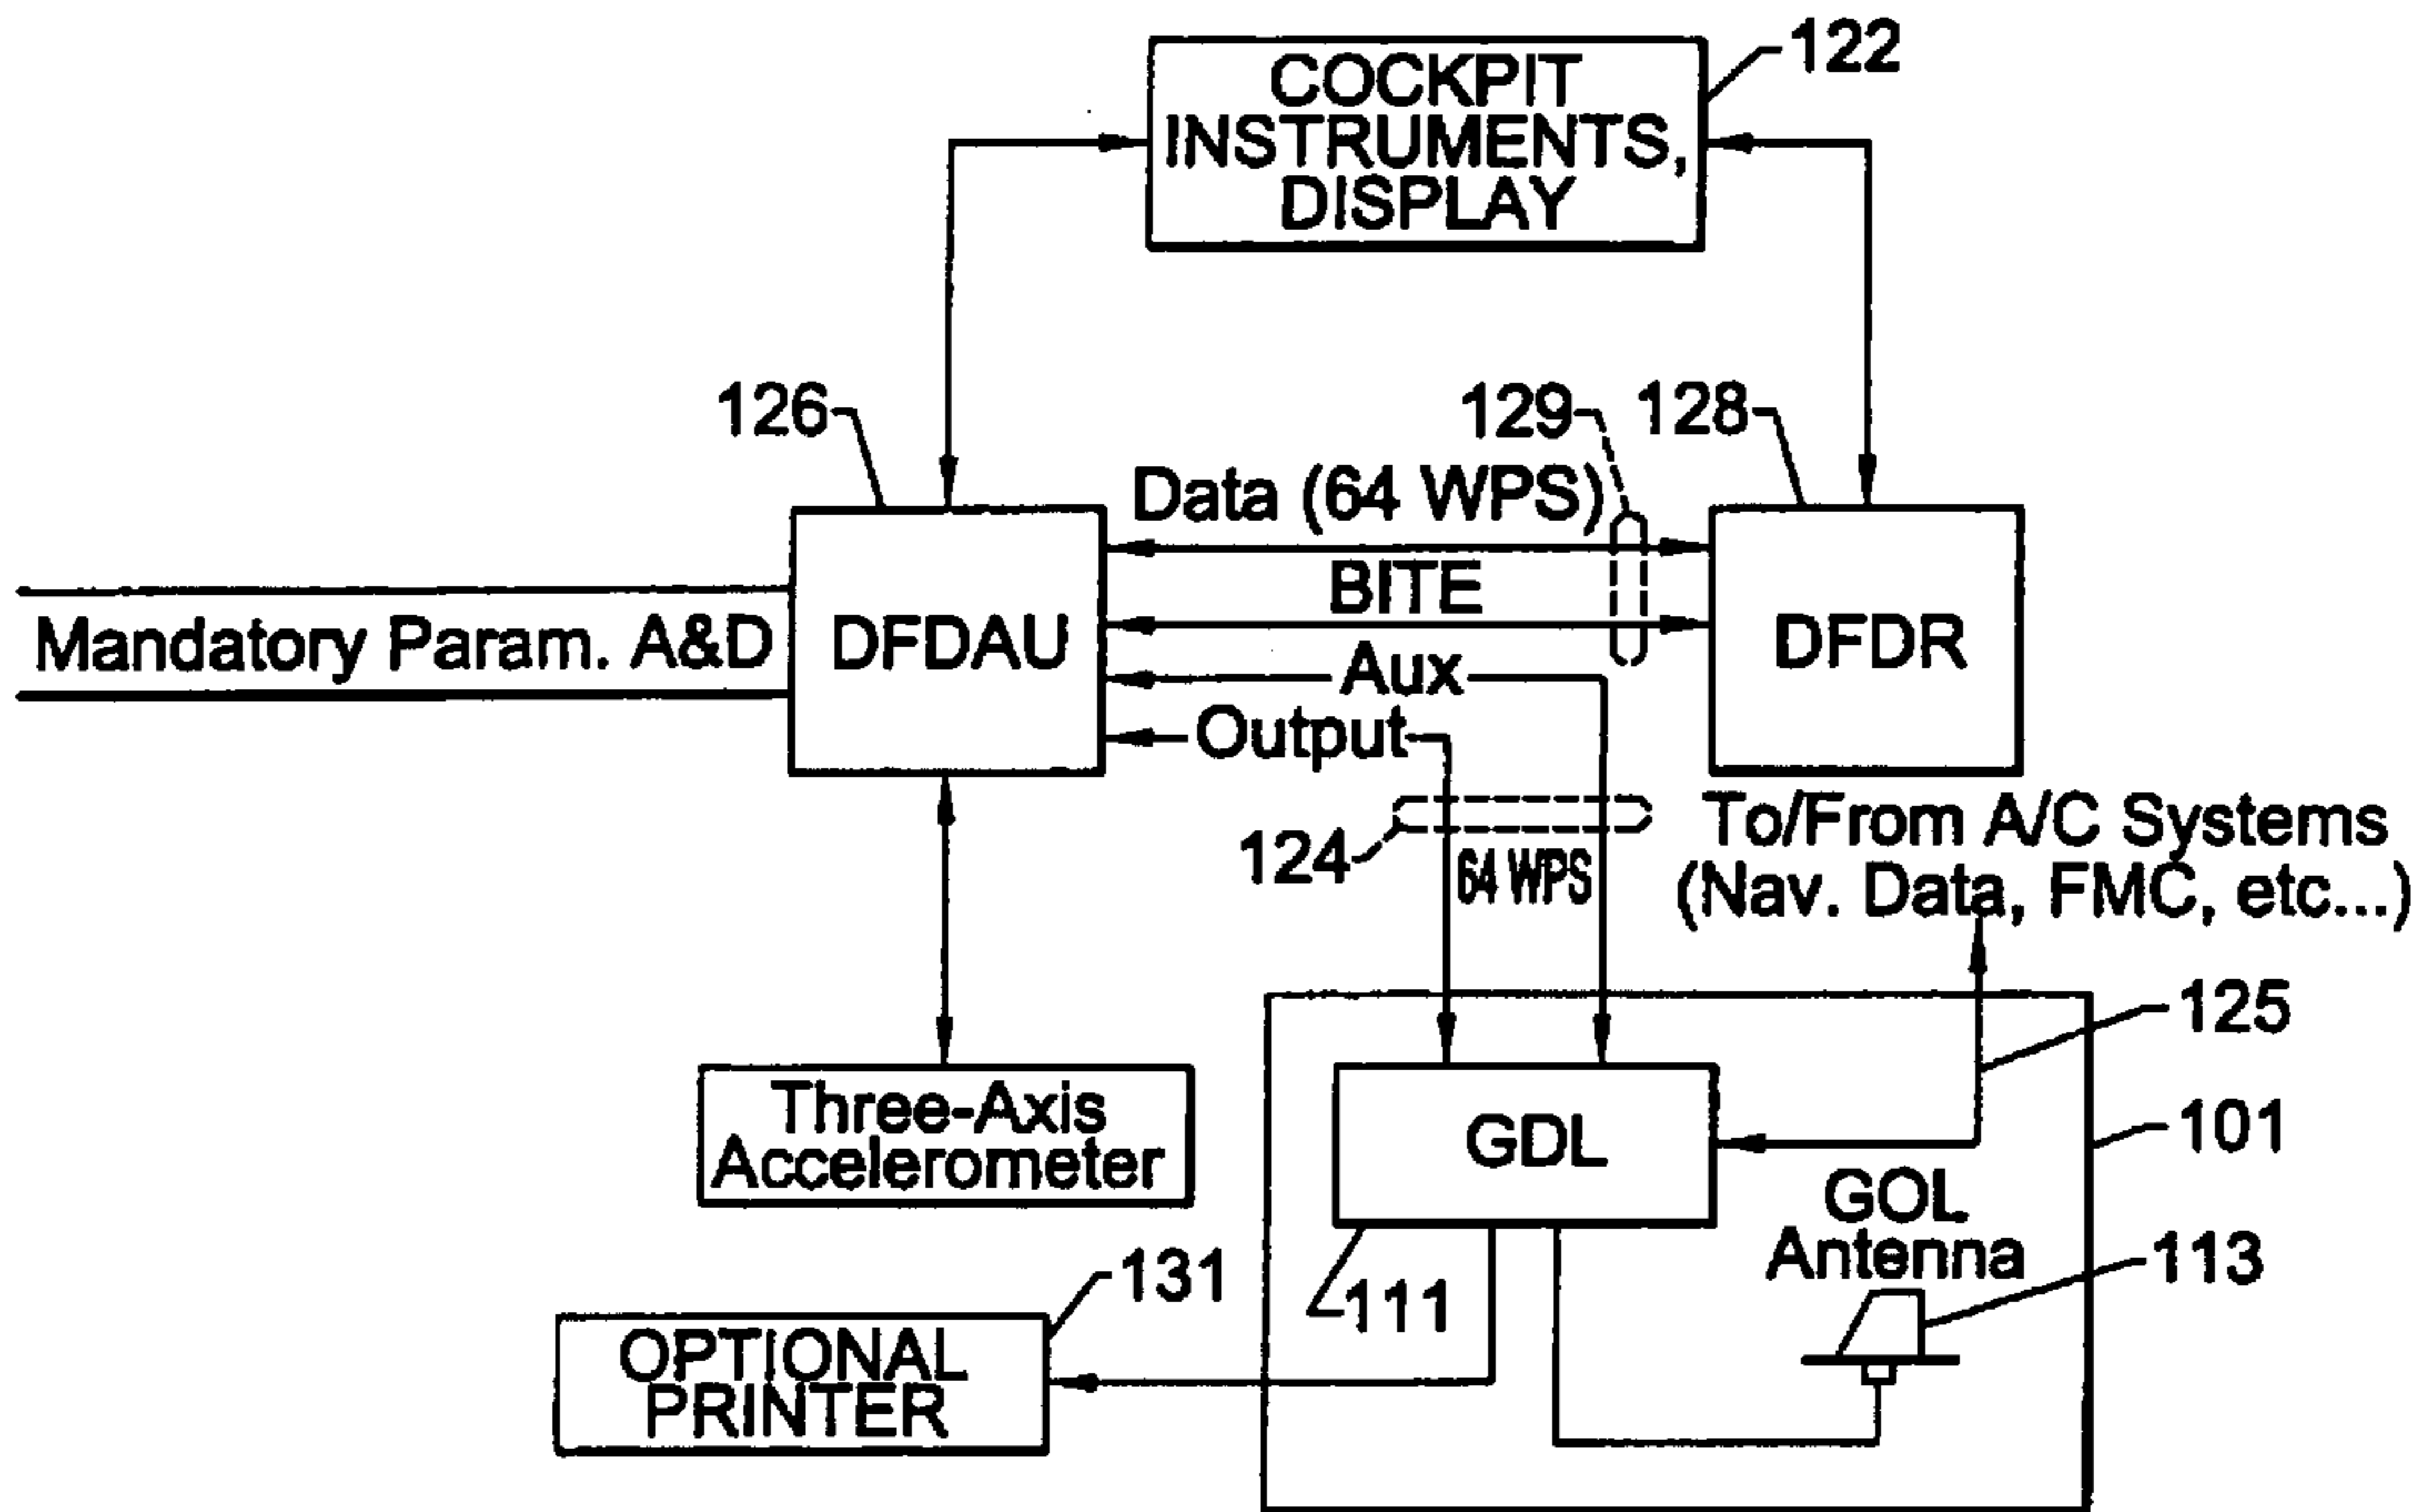 COCKPIT
INSTRUMENTS,
DISPLAY
122
126
129
128
Data (64 WPS)
BITE
Mandatory Param. A&D
DFDAU
DFDR
Aux
Output
124
64 WPS
To/From A/C Systems
(Nav. Data, FMC, etc...)
125
Three-Axis
Accelerometer
GDL
101
GOL
Antenna
113
131
111
OPTIONAL
PRINTER